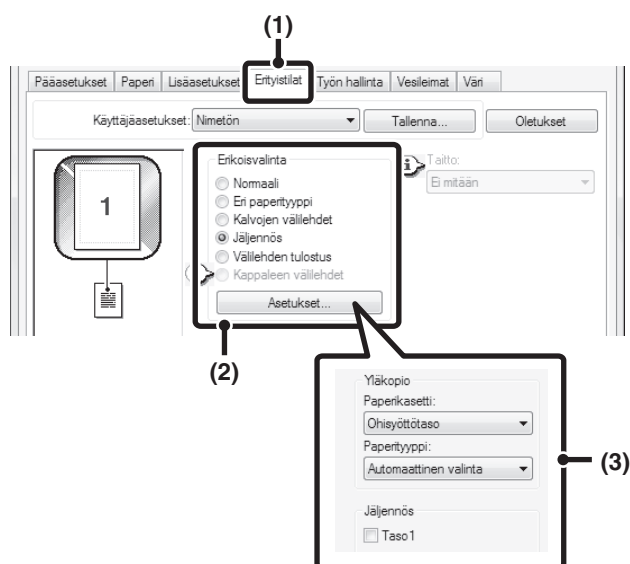 (1)
Pääasetukset Paperi Lisäasetukset Erityistilat Työn hallinta Vesileimat Väri
Käyttäjäasetukset: Nimetön Tallenna... Oletukset
Erikoisvalinta
Taitto:
Normaali
Ei mitään
Eri paperityyppi
1
Kalvojen välilehdet
Jäljennös
Välilehden tulostus
Kappaleen välilehdet
Asetukset...
(2)
Yläkopio
Paperikasetti:
Ohisyöttötaso
Paperityyppi:
(3)
Automaattinen valinta
Jäljennös
Taso1